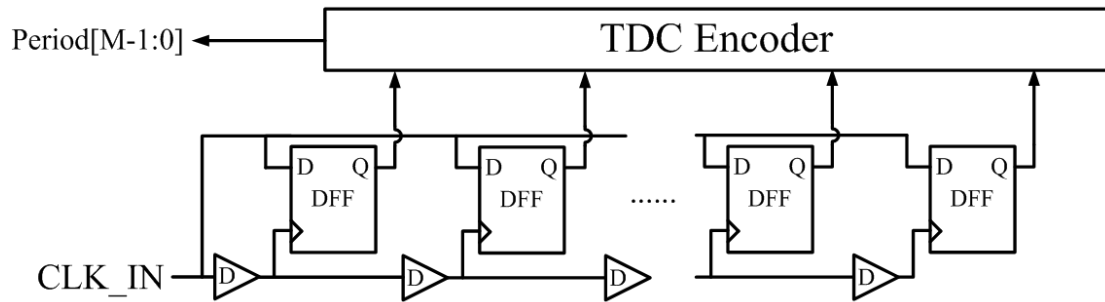 TDC Encoder
Period[M-1:0]
D Q D Q D Q D Q
DFF DFF ...... DFF DFF
CLK_IN D D D D